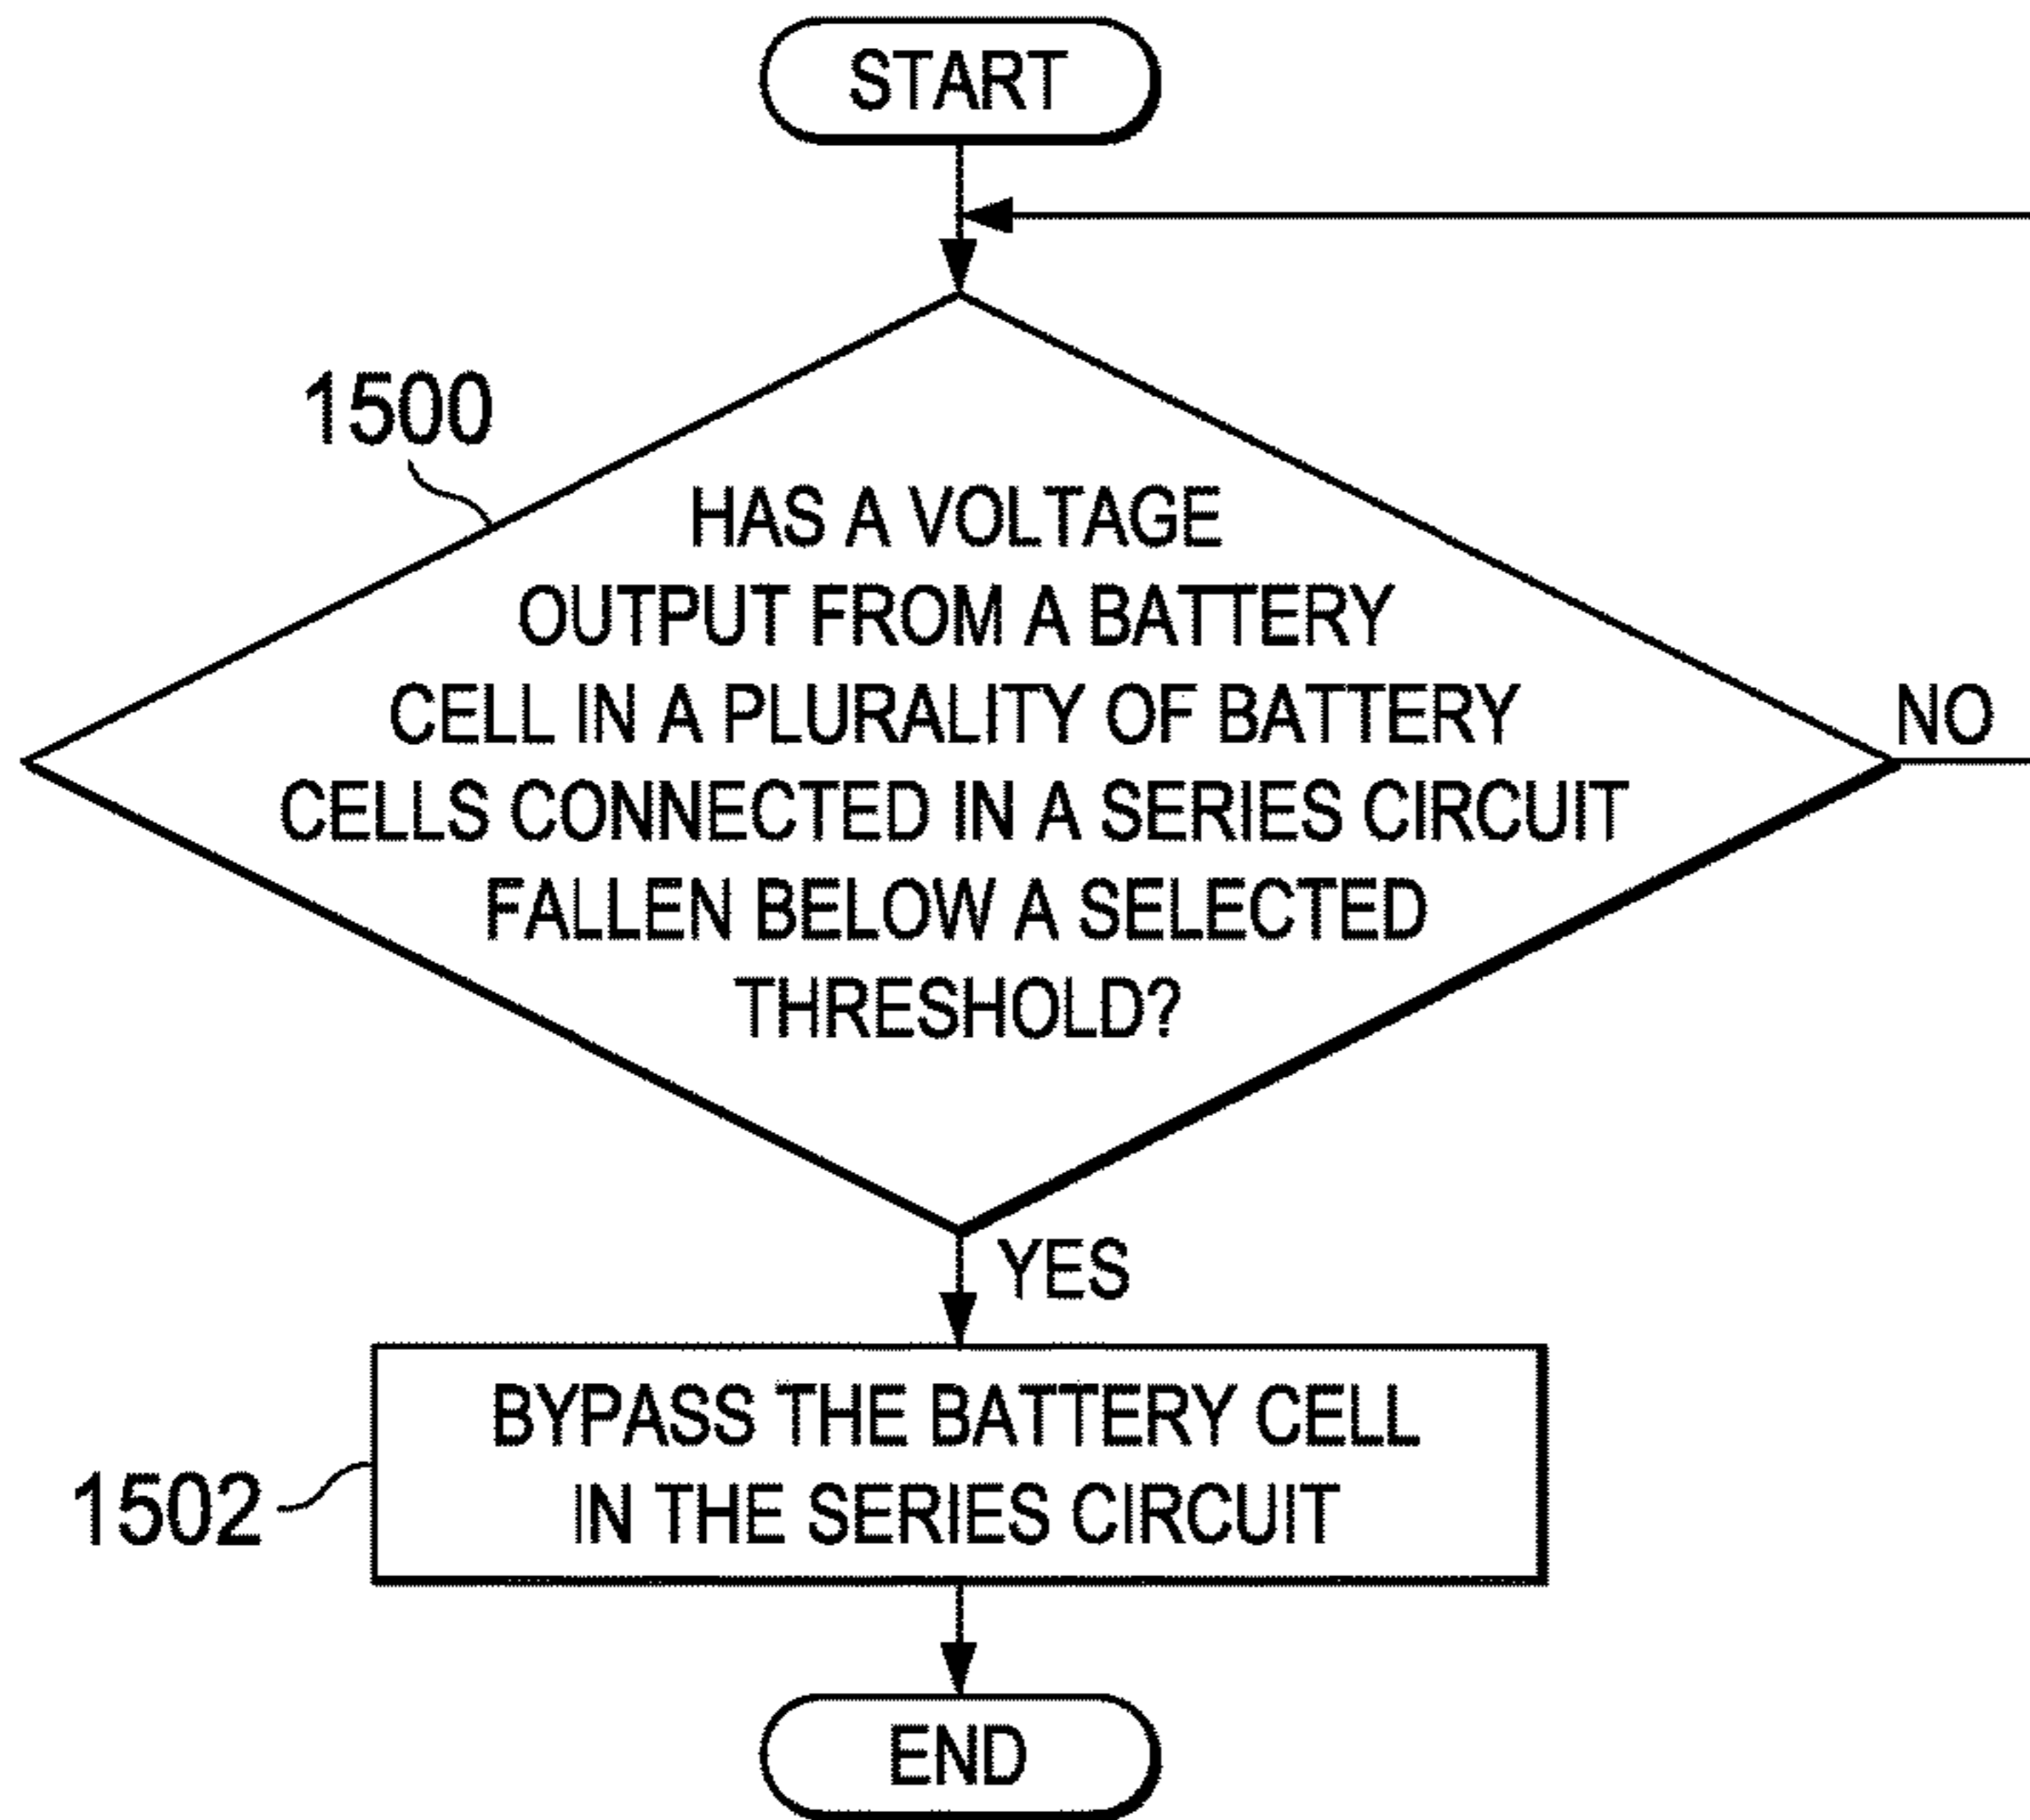 START
1500
HAS A VOLTAGE
OUTPUT FROM A BATTERY
CELL IN A PLURALITY OF BATTERY
CELLS CONNECTED IN A SERIES CIRCUIT
FALLEN BELOW A SELECTED
THRESHOLD?
NO
YES
BYPASS THE BATTERY CELL
IN THE SERIES CIRCUIT
1502
END